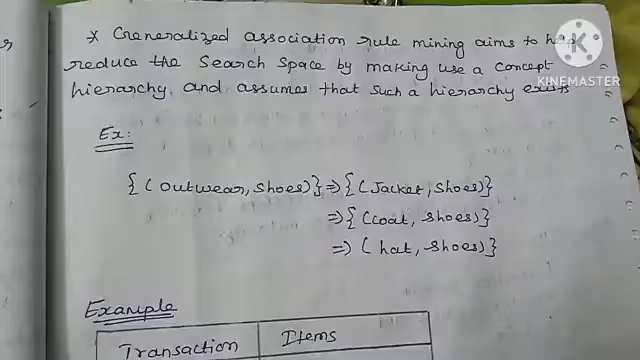 * Generalized association rule mining aims to
reduce the search space by making use a concept
hierarchy and assumes that such a hierarchy exists
Ex:
{(outwear, shoes)} => {(Jacket, shoes)}
=> {(coat, shoes)}
=> (hat, shoes)}
Example
Transaction Items
KINEMASTER